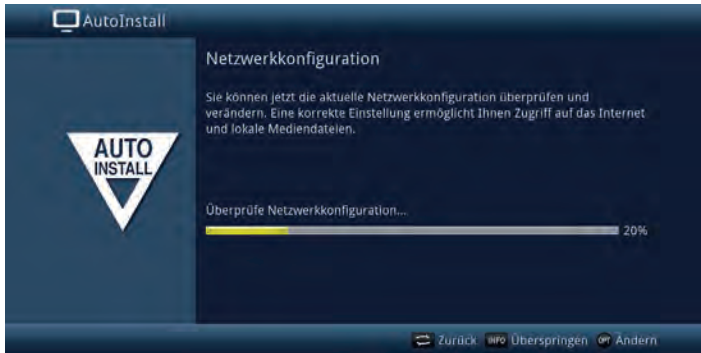 AutoInstall
Netzwerkkonfiguration
Sie können jetzt die aktuelle Netzwerkkonfiguration überprüfen und
verändern. Eine korrekte Einstellung ermöglicht Ihnen Zugriff auf das Internet
und lokale Mediendateien.
AUTO
INSTALL
Überprüfe Netzwerkkonfiguration...
20%
Zurück INFO Überspringen OPT Ändern